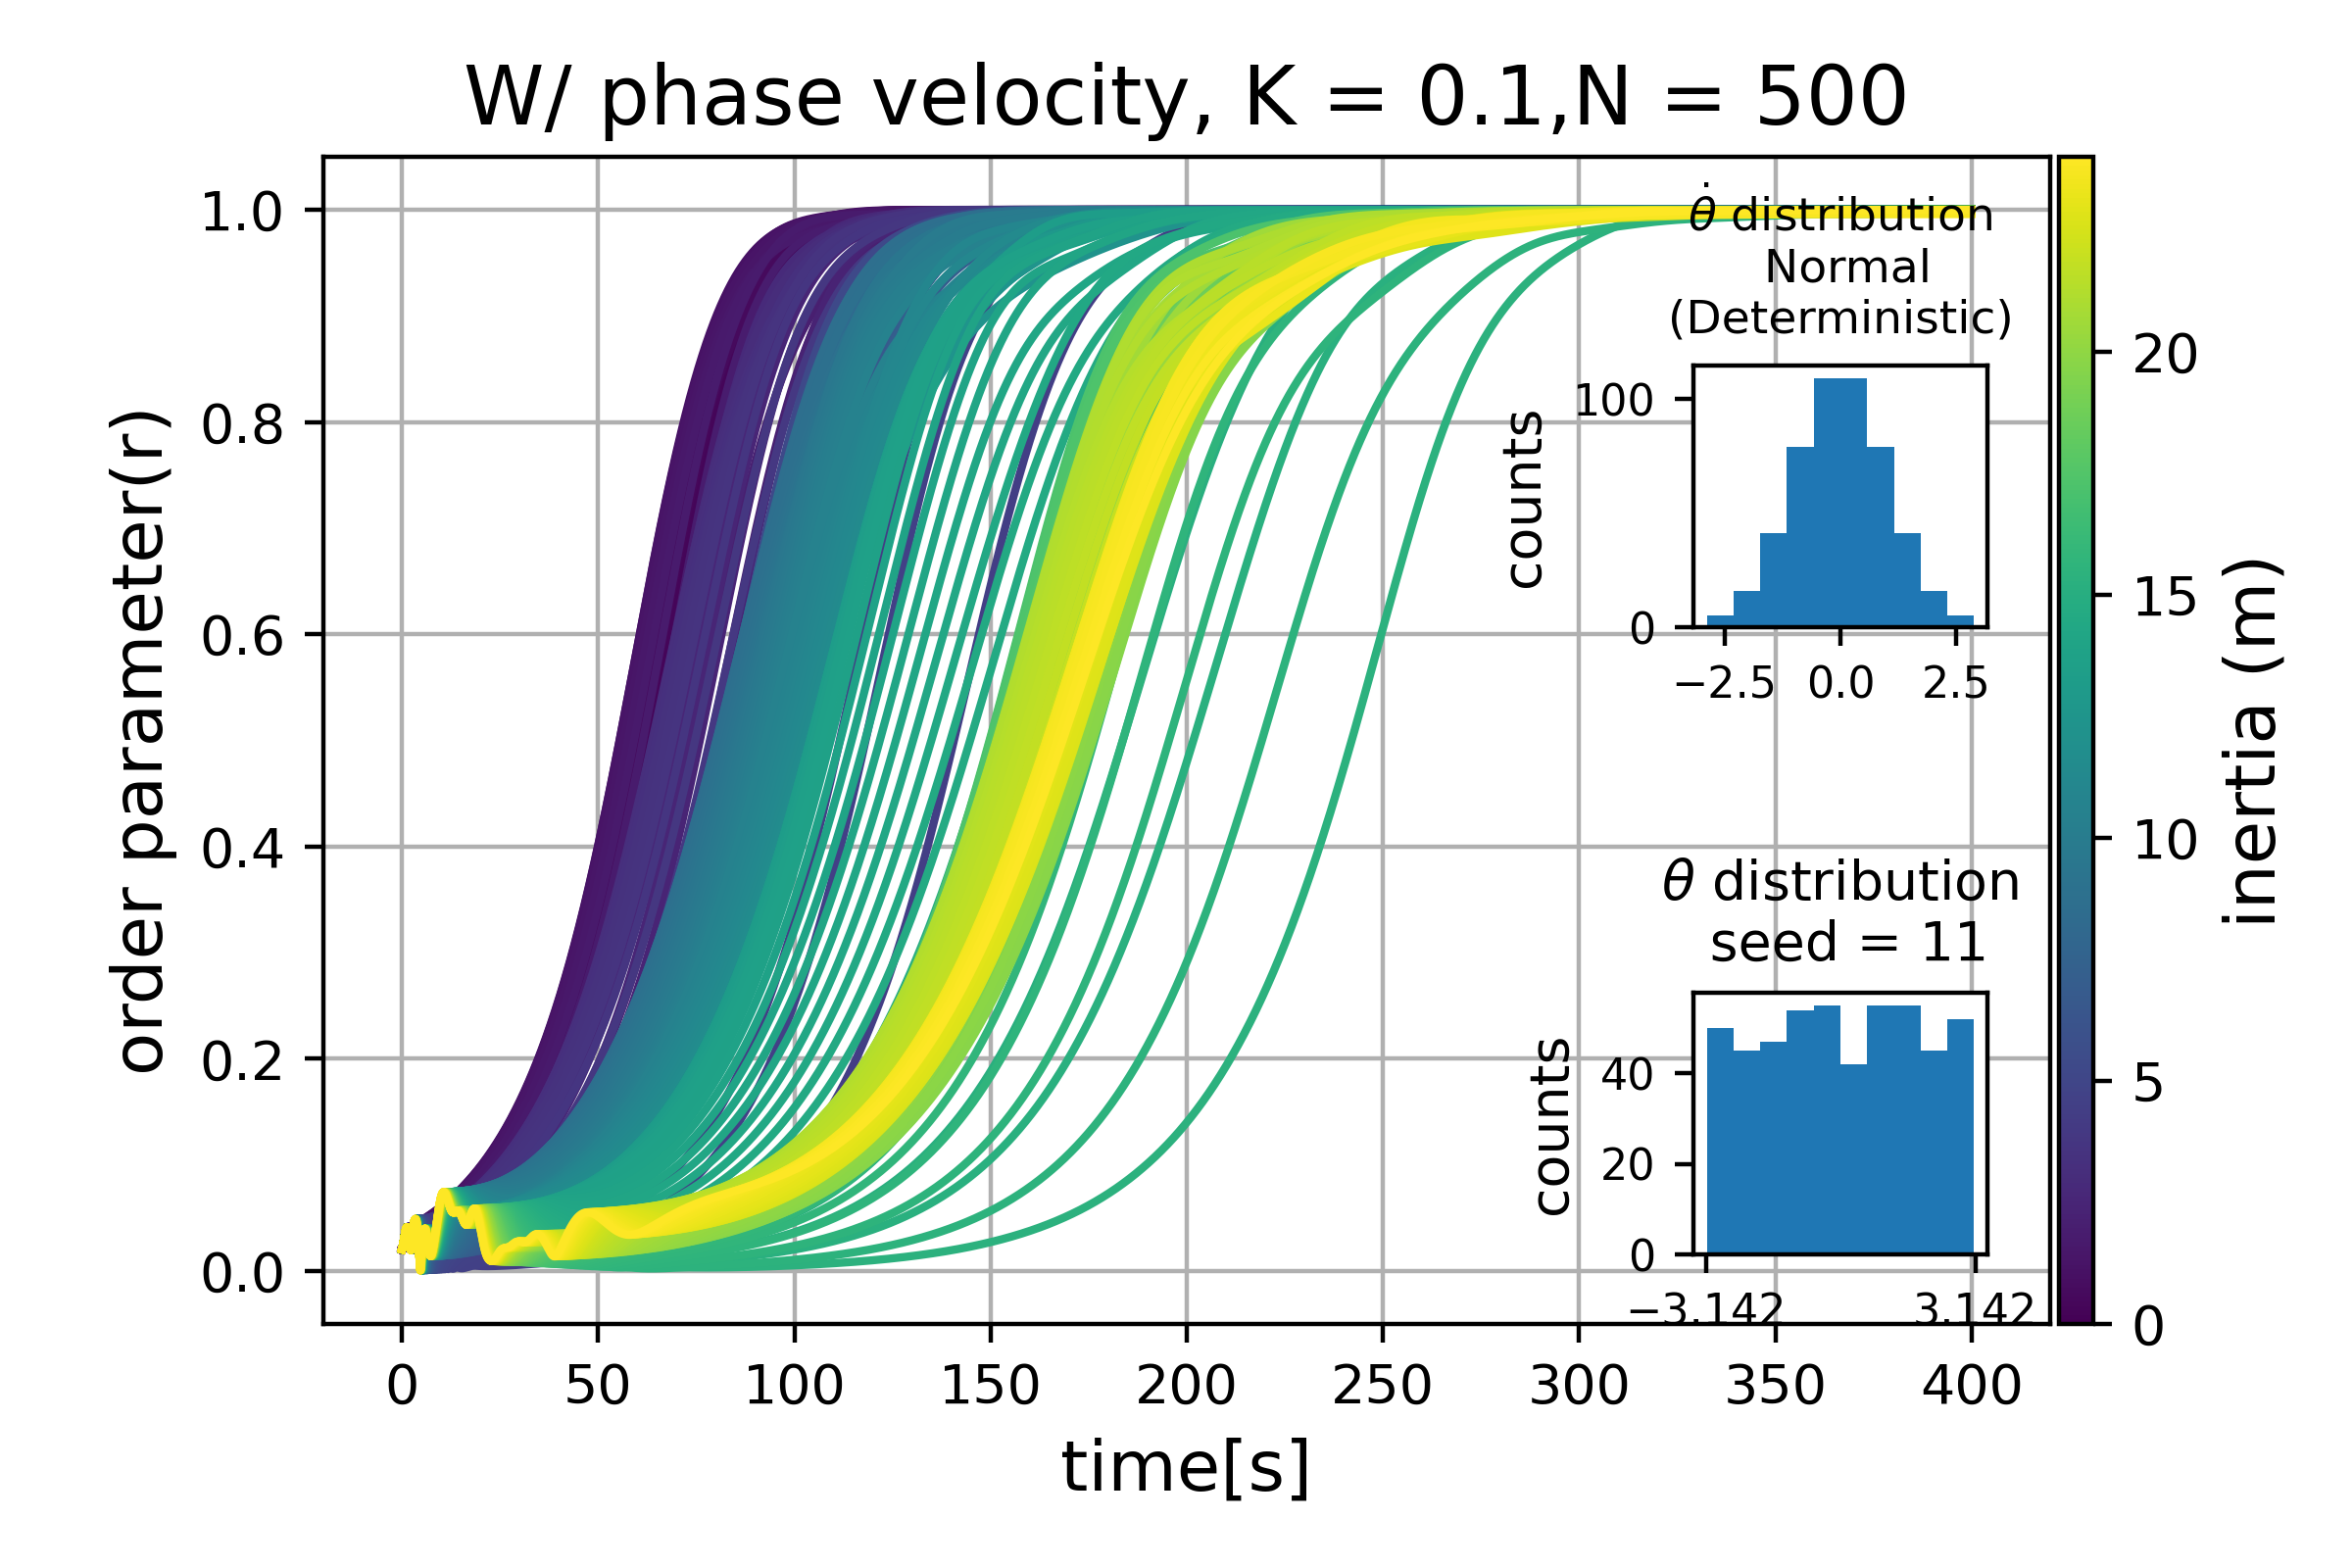 W/ phase velocity, K = 0.1,N = 500
order parameter(r)
1.0
0.8
0.6
0.4
0.2
0.0
0 50 100 150 200 250 300 350 400
time[s]
θ̇ distribution
Normal
(Deterministic)
counts
100
0
−2.5 0.0 2.5
θ distribution
seed = 11
counts
40
20
0
−3.142 3.142
20
15
10
5
0
inertia (m)